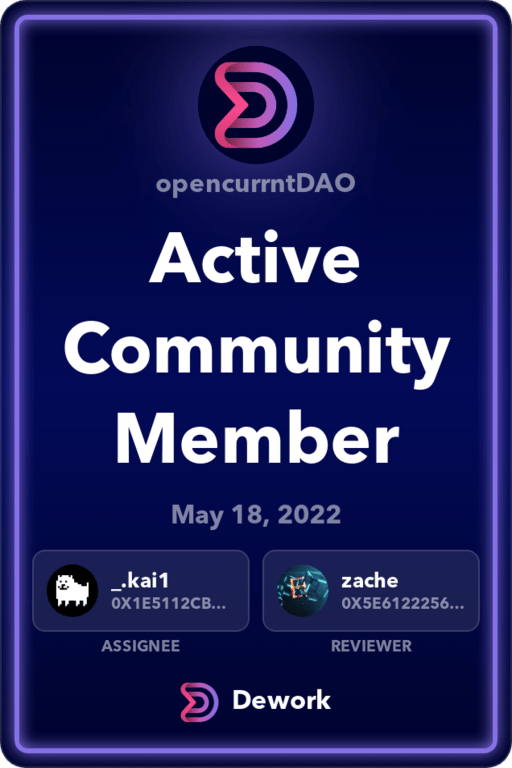 opencurrntDAO
Active
Community
Member
May 18, 2022
_.kai1
0X1E5112CB...
zache
0X5E6122256...
ASSIGNEE
REVIEWER
Dework